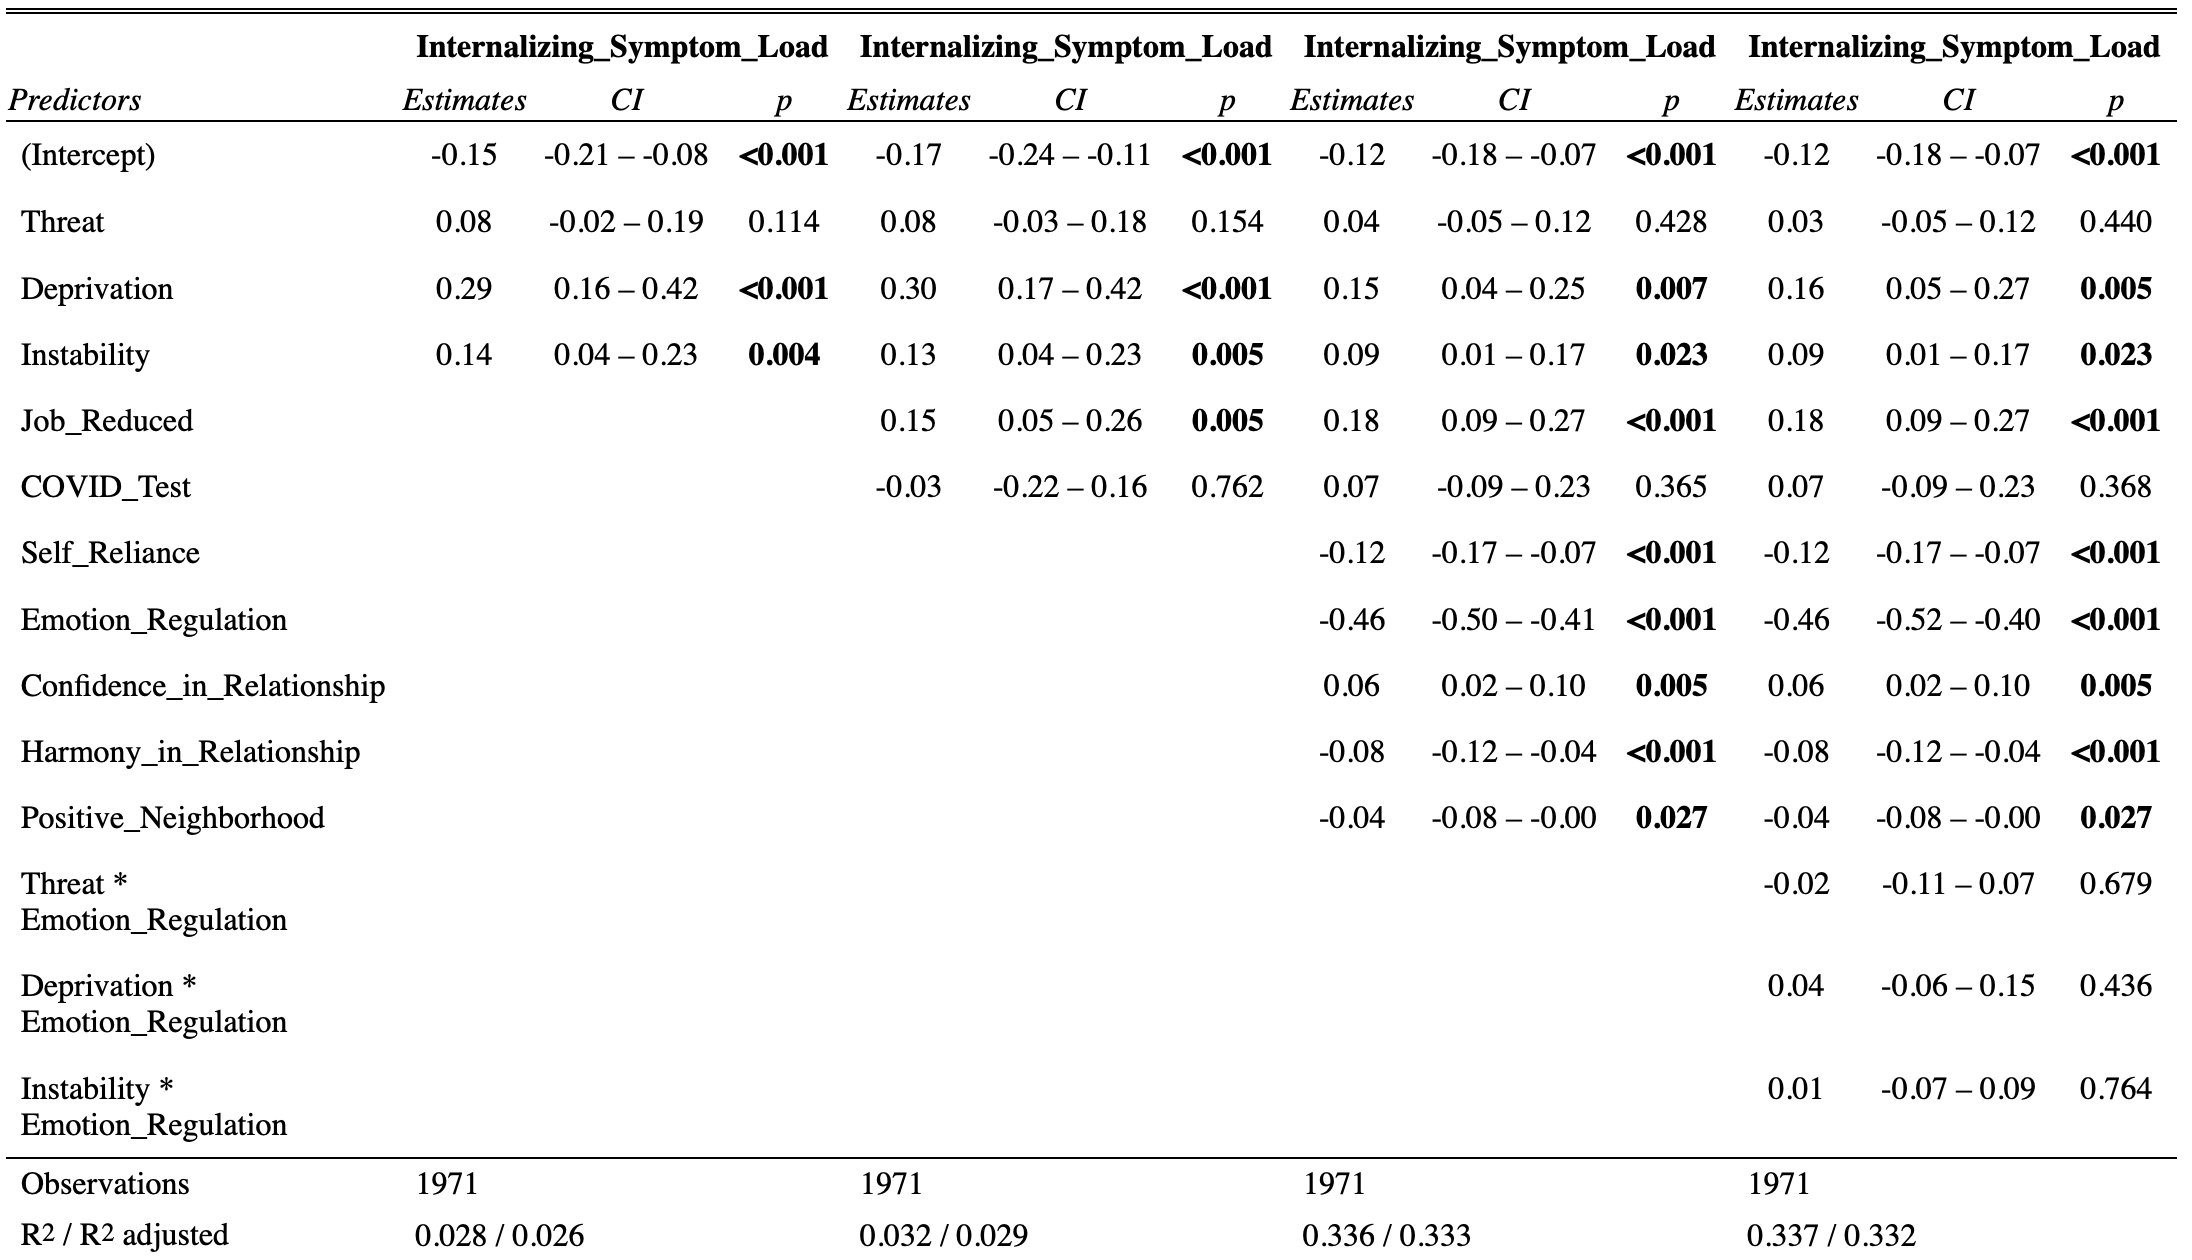 Internalizing_Symptom_Load Internalizing_Symptom_Load Internalizing_Symptom_Load Internalizing_Symptom_Load
Predictors Estimates CI p Estimates CI p Estimates CI p Estimates CI p
(Intercept) -0.15 -0.21 – -0.08 <0.001 -0.17 -0.24 – -0.11 <0.001 -0.12 -0.18 – -0.07 <0.001 -0.12 -0.18 – -0.07 <0.001
Threat 0.08 -0.02 – 0.19 0.114 0.08 -0.03 – 0.18 0.154 0.04 -0.05 – 0.12 0.428 0.03 -0.05 – 0.12 0.440
Deprivation 0.29 0.16 – 0.42 <0.001 0.30 0.17 – 0.42 <0.001 0.15 0.04 – 0.25 0.007 0.16 0.05 – 0.27 0.005
Instability 0.14 0.04 – 0.23 0.004 0.13 0.04 – 0.23 0.005 0.09 0.01 – 0.17 0.023 0.09 0.01 – 0.17 0.023
Job_Reduced 0.15 0.05 – 0.26 0.005 0.18 0.09 – 0.27 <0.001 0.18 0.09 – 0.27 <0.001
COVID_Test -0.03 -0.22 – 0.16 0.762 0.07 -0.09 – 0.23 0.365 0.07 -0.09 – 0.23 0.368
Self_Reliance -0.12 -0.17 – -0.07 <0.001 -0.12 -0.17 – -0.07 <0.001
Emotion_Regulation -0.46 -0.50 – -0.41 <0.001 -0.46 -0.52 – -0.40 <0.001
Confidence_in_Relationship 0.06 0.02 – 0.10 0.005 0.06 0.02 – 0.10 0.005
Harmony_in_Relationship -0.08 -0.12 – -0.04 <0.001 -0.08 -0.12 – -0.04 <0.001
Positive_Neighborhood -0.04 -0.08 – -0.00 0.027 -0.04 -0.08 – -0.00 0.027
Threat * -0.02 -0.11 – 0.07 0.679
Emotion_Regulation
Deprivation * 0.04 -0.06 – 0.15 0.436
Emotion_Regulation
Instability * 0.01 -0.07 – 0.09 0.764
Emotion_Regulation
Observations 1971 1971 1971 1971
R2 / R2 adjusted 0.028 / 0.026 0.032 / 0.029 0.336 / 0.333 0.337 / 0.332